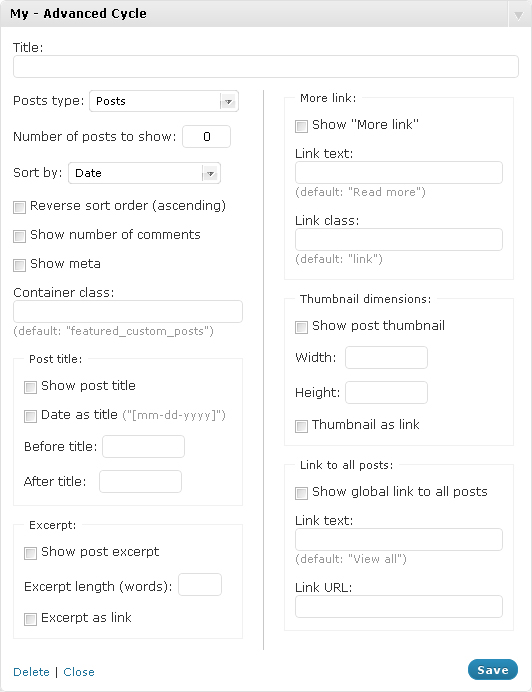 My - Advanced Cycle
Title:
Posts type: Posts
Number of posts to show: 0
Sort by: Date
Reverse sort order (ascending)
Show number of comments
Show meta
Container class:
(default: "featured_custom_posts")
Post title:
Show post title
Date as title ("[mm-dd-yyyy]")
Before title:
After title:
Excerpt:
Show post excerpt
Excerpt length (words):
Excerpt as link
More link:
Show "More link"
Link text:
(default: "Read more")
Link class:
(default: "link")
Thumbnail dimensions:
Show post thumbnail
Width:
Height:
Thumbnail as link
Link to all posts:
Show global link to all posts
Link text:
(default: "View all")
Link URL:
Delete | Close
Save